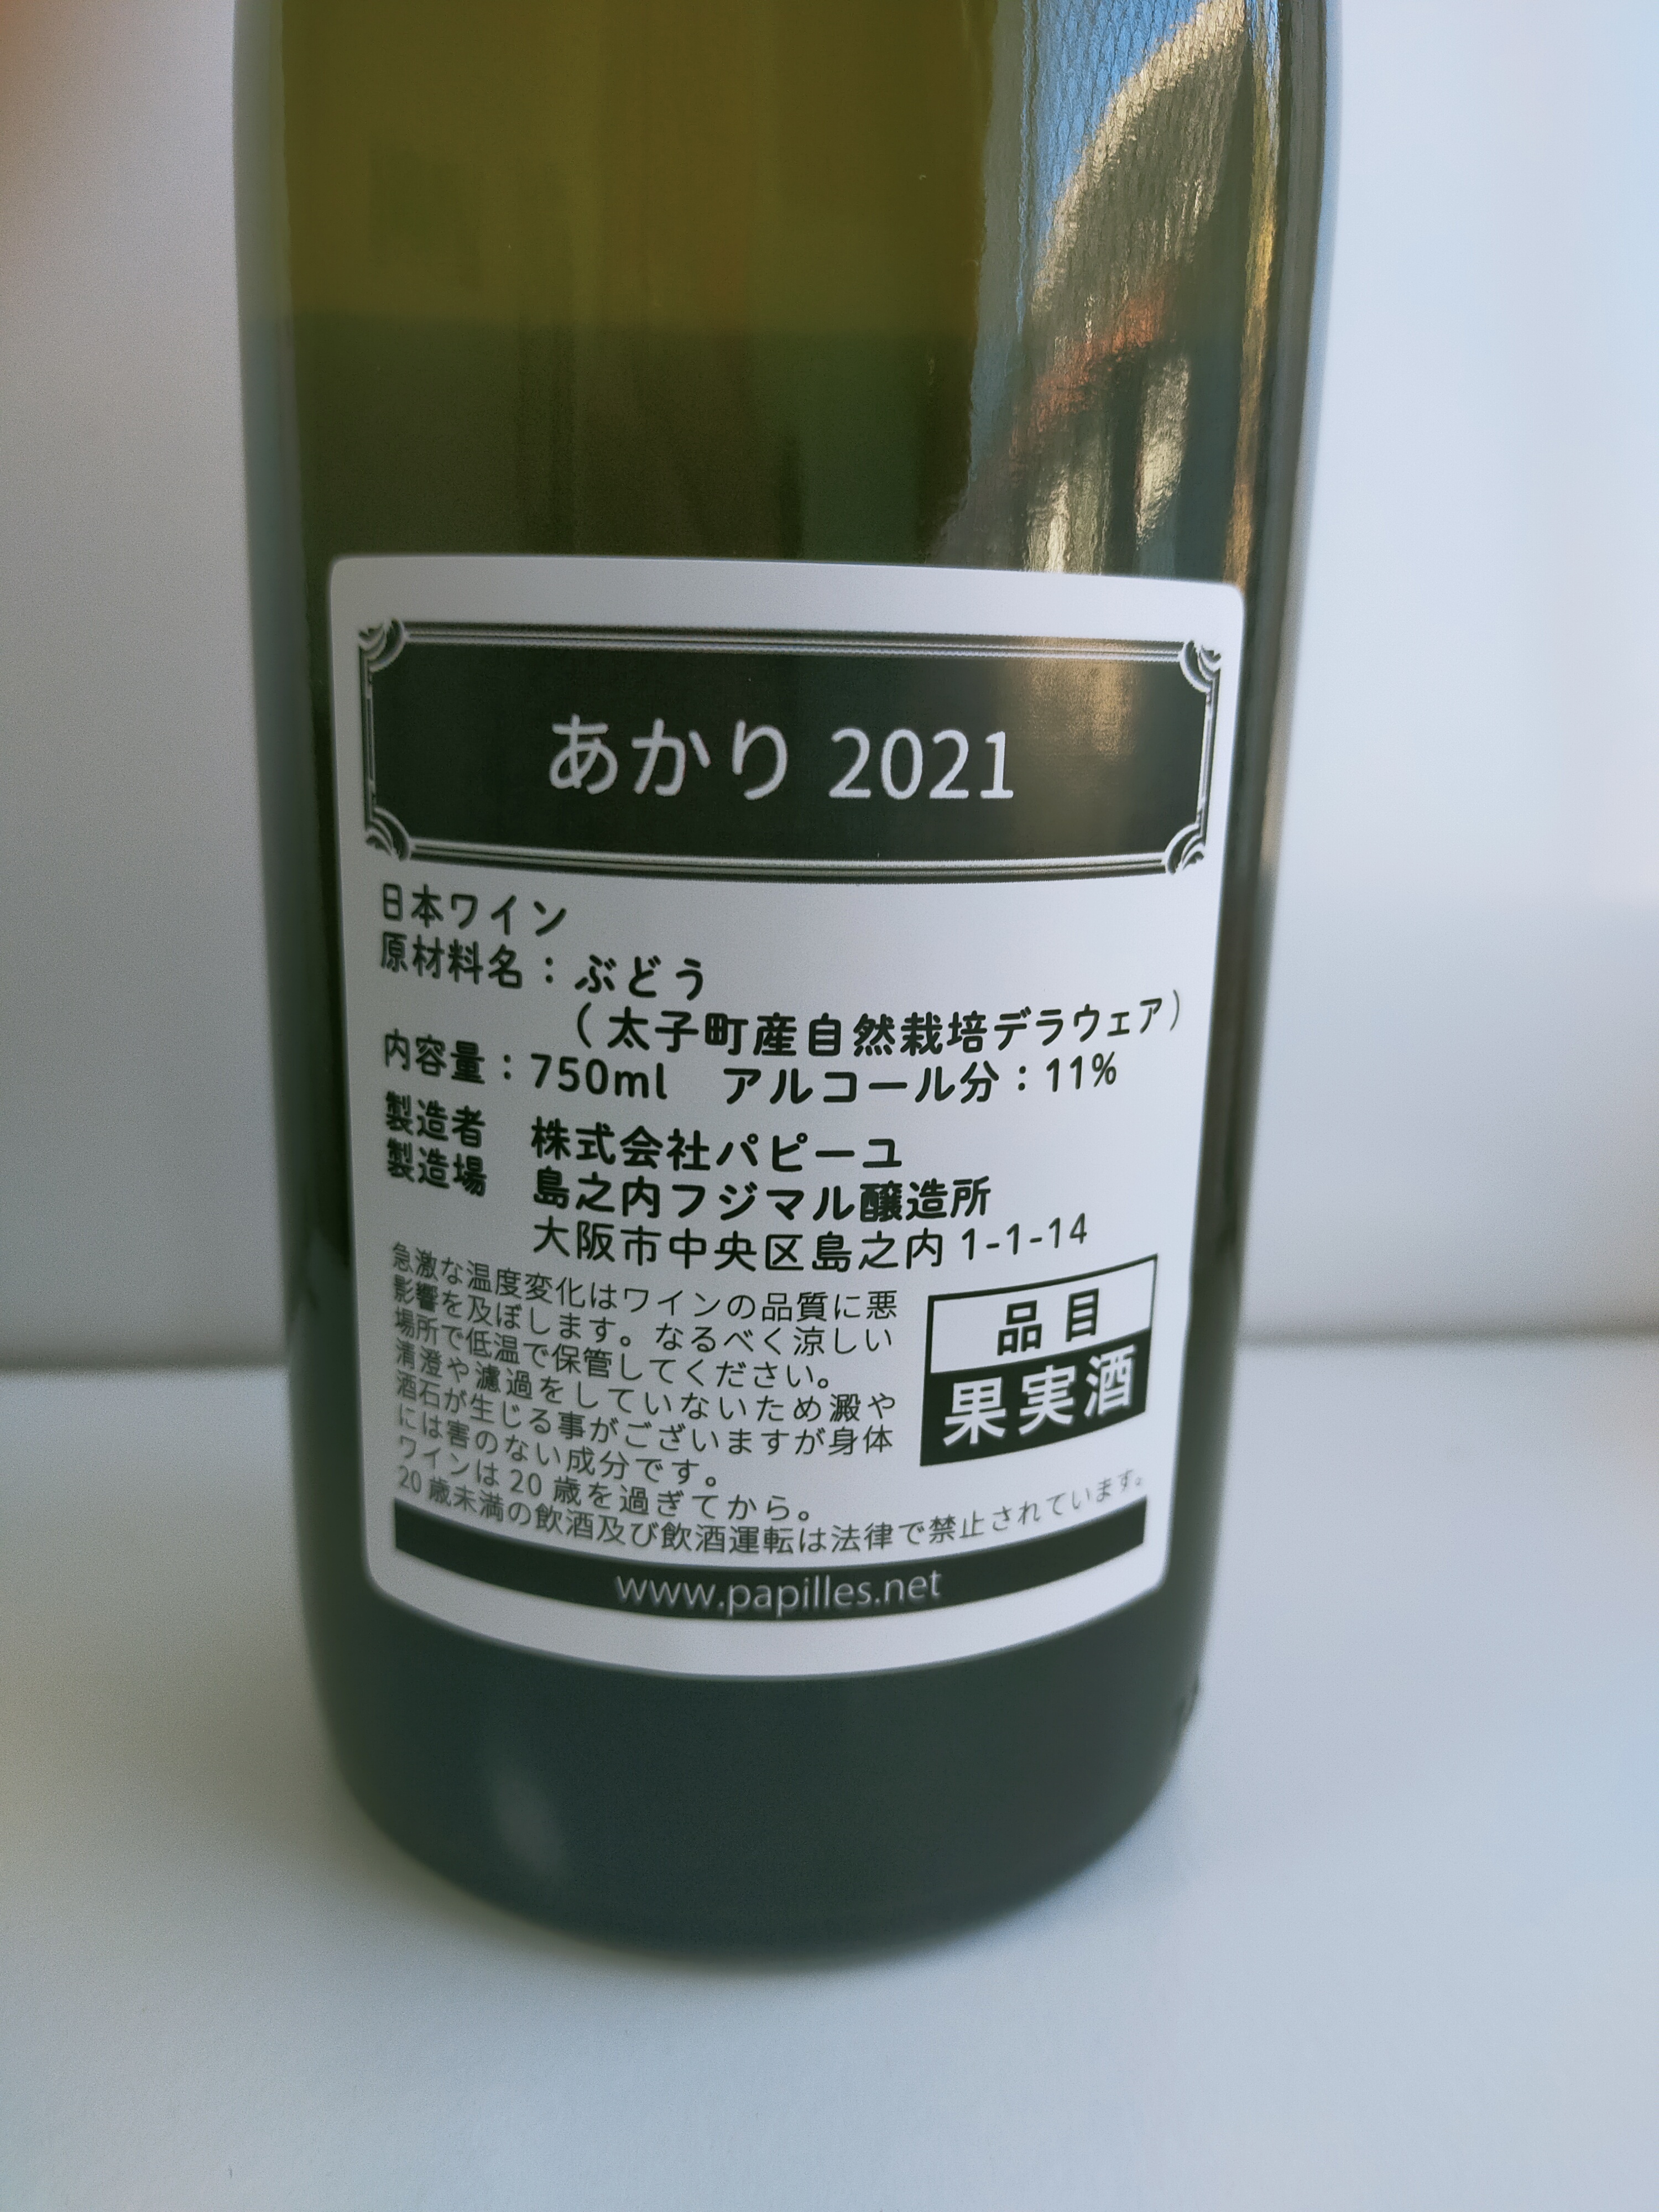 あかり 2021
日本ワイン
原材料名：ぶどう
（太子町産自然栽培デラウェア）
内容量：750ml　アルコール分：11%
製造者　株式会社パピーユ
製造場　島之内フジマル醸造所
大阪市中央区島之内 1-1-14
急激な温度変化はワインの品質に悪
影響を及ぼします。なるべく涼しい
場所で低温で保管してください。
清澄や濾過をしていないため澱や
酒石が生じる事がございますが身体
には害のない成分です。
ワインは 20 歳を過ぎてから。
20 歳未満の飲酒及び飲酒運転は法律で禁止されています。
品目
果実酒
www.papilles.net